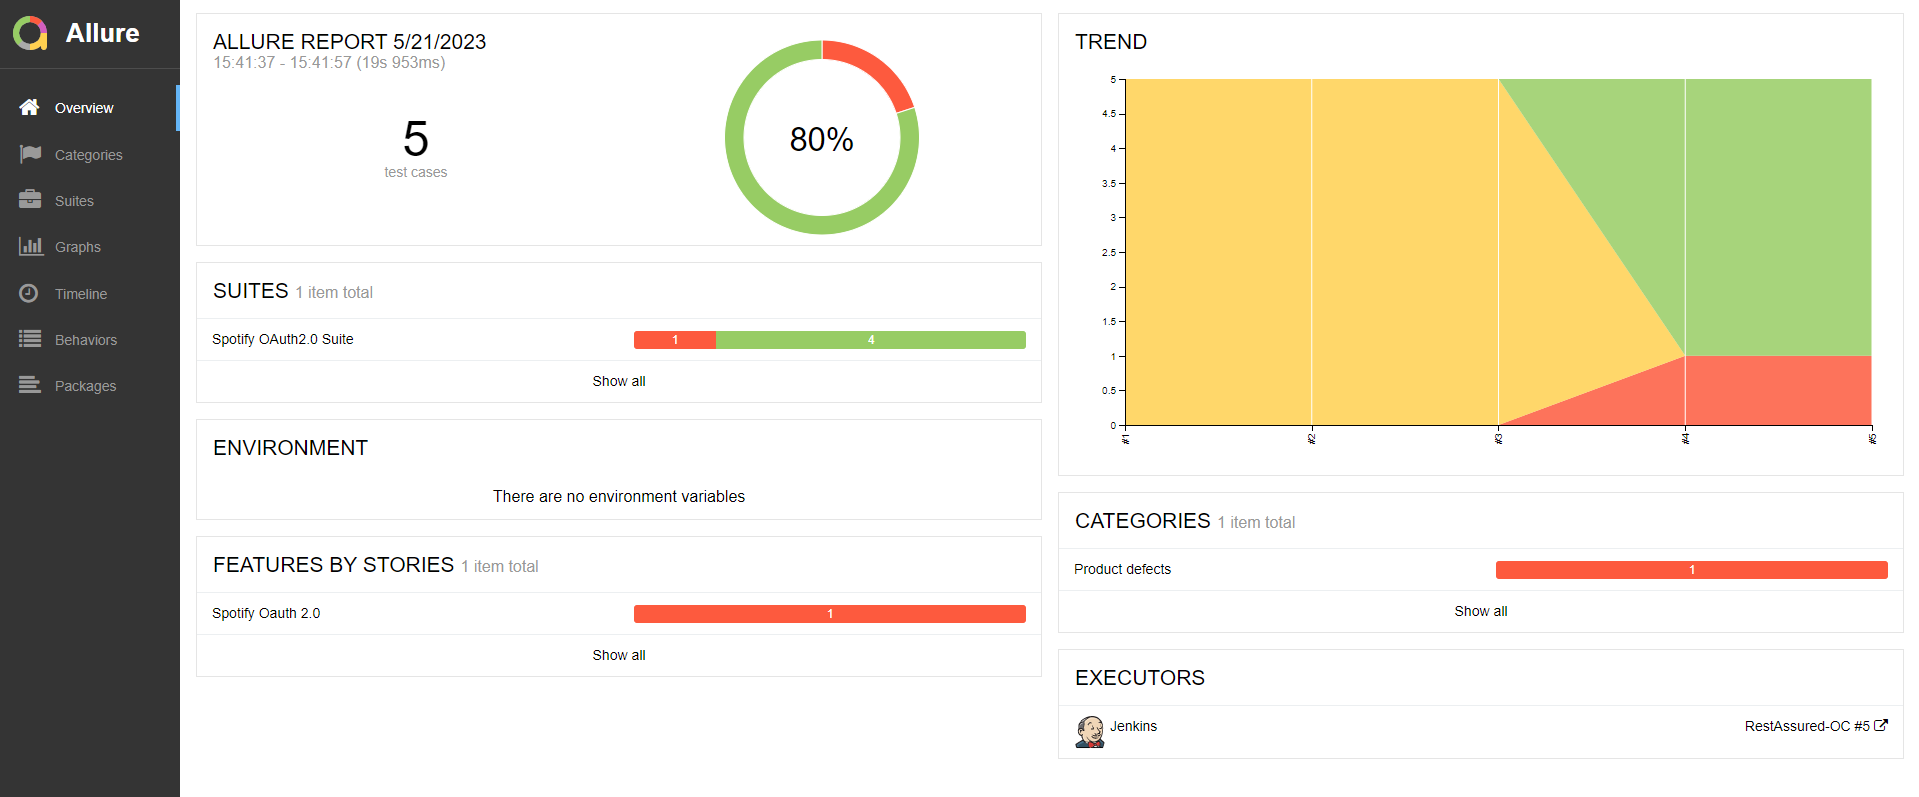 Allure
Overview
Categories
Suites
Graphs
Timeline
Behaviors
Packages
ALLURE REPORT 5/21/2023
15:41:37 - 15:41:57 (19s 953ms)
5
test cases
80%
SUITES 1 item total
Spotify OAuth2.0 Suite
1
4
Show all
ENVIRONMENT
There are no environment variables
FEATURES BY STORIES 1 item total
Spotify Oauth 2.0
1
Show all
TREND
5
4.5
4
3.5
3
2.5
2
1.5
1
0.5
0
#1
#2
#3
#4
#5
CATEGORIES 1 item total
Product defects
1
Show all
EXECUTORS
Jenkins
RestAssured-OC #5